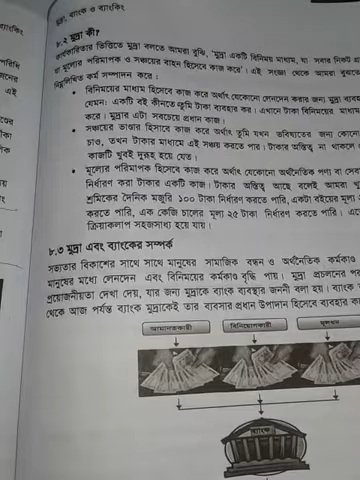 মুদ্রা, ব্যাংক ও ব্যাংকিং
৮.২ মুদ্রা কী?
কার্যকারিতার ভিত্তিতে মুদ্রা বলতে আমরা বুঝি, 'মুদ্রা একটি বিনিময় মাধ্যম, যা সবার নিকট
যা মূল্যের পরিমাপক ও সঞ্চয়ের বাহন হিসেবে কাজ করে'। এই সংজ্ঞা থেকে আমরা বুঝতে
নিম্নলিখিত কর্ম সম্পাদন করে :
• বিনিময়ের মাধ্যম হিসেবে কাজ করে অর্থাৎ যেকোনো লেনদেন করার জন্য মুদ্রা
যেমন: একটি বই কীনতে তুমি টাকা ব্যবহার কর। এখানে টাকা বিনিময়ের মাধ্যম
করে। মুদ্রার এটা সবচেয়ে প্রধান কাজ।
• সঞ্চয়ের ভাণ্ডার হিসাবে কাজ করে অর্থাৎ তুমি যখন ভবিষ্যতের জন্য কোনো
চাও, তখন টাকার মাধ্যমে এই সঞ্চয় করতে পার। টাকার অস্তিত্ব না থাকলে
কাজটি খুবই দুরূহ হয়ে যেত।
• মূল্যের পরিমাপক হিসেবে কাজ করে অর্থাৎ যেকোনো অর্থনৈতিক পণ্য বা
নির্ধারণ করা টাকার একটি কাজ। টাকার অস্তিত্ব আছে বলেই আমরা
শ্রমিকের দৈনিক মজুরি ১০০ টাকা নির্ধারণ করতে পারি, একটা বইয়ের মূল্য
করতে পারি, এক কেজি চালের মূল্য ২৫ টাকা নির্ধারণ করতে পারি।
ক্রিয়াকলাপ সহজসাধ্য হয়ে যায়।
৮.৩ মুদ্রা এবং ব্যাংকের সম্পর্ক
সভ্যতার বিকাশের সাথে সাথে মানুষের সামাজিক বন্ধন ও অর্থনৈতিক কর্মকাণ্ড
মানুষের মধ্যে লেনদেন এবং বিনিময়ের কর্মকাণ্ড বৃদ্ধি পায়। মুদ্রা প্রচলনের
প্রয়োজনীয়তা দেখা দেয়, যার জন্য মুদ্রাকে ব্যাংক ব্যবস্থার জননী বলা হয়। ব্যাংক
থেকে আজ পর্যন্ত ব্যাংক মুদ্রাকেই তার ব্যবসার প্রধান উপাদান হিসেবে ব্যবহার
আমানতকারী বিনিয়োগকারী মূলধন
ব্যাংক